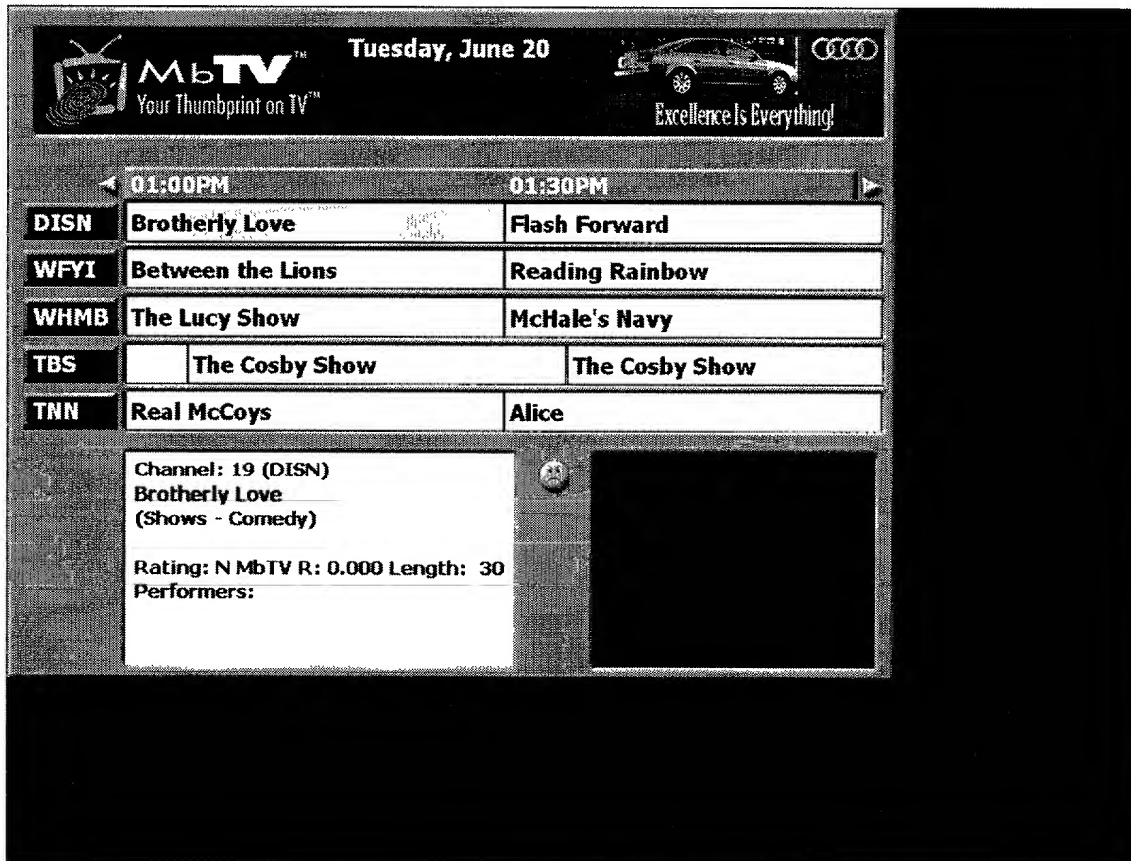 Tuesday, June 20
MbTV™
Your Thumbprint on TV™
Excellence Is Everything!
01:00PM 01:30PM
DISN Brotherly Love Flash Forward
WFYI Between the Lions Reading Rainbow
WHMB The Lucy Show McHale's Navy
TBS The Cosby Show The Cosby Show
TNN Real McCoys Alice
Channel: 19 (DISN)
Brotherly Love
(Shows - Comedy)
Rating: N MbTV R: 0.000 Length: 30
Performers: